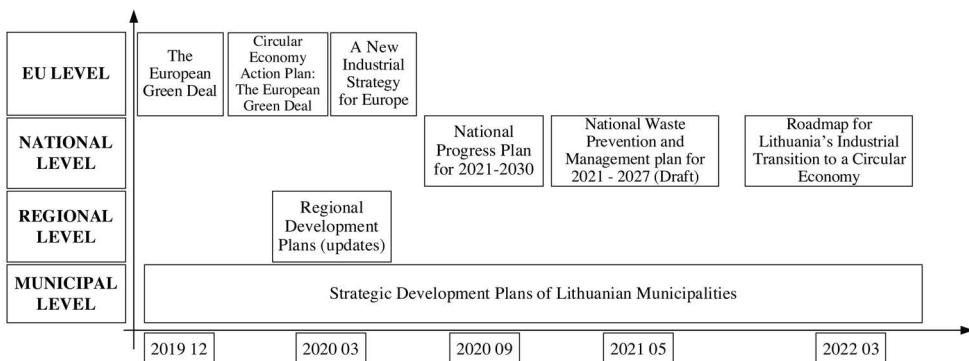 EU LEVEL
The
European
Green Deal
Circular
Economy
Action Plan:
The European
Green Deal
A New
Industrial
Strategy
for Europe
NATIONAL
LEVEL
National
Progress Plan
for 2021-2030
National Waste
Prevention and
Management plan for
2021 - 2027 (Draft)
Roadmap for
Lithuania's Industrial
Transition to a Circular
Economy
REGIONAL
LEVEL
Regional
Development
Plans (updates)
MUNICIPAL
LEVEL
Strategic Development Plans of Lithuanian Municipalities
2019 12
2020 03
2020 09
2021 05
2022 03